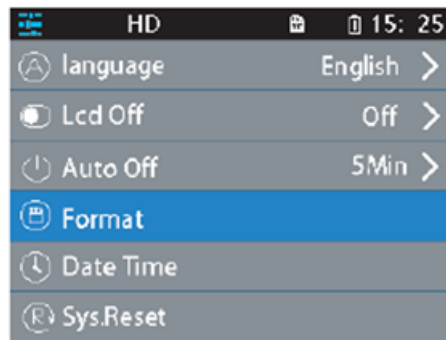 HD 15: 25
language English
Lcd Off Off
Auto Off 5Min
Format
Date Time
Sys.Reset